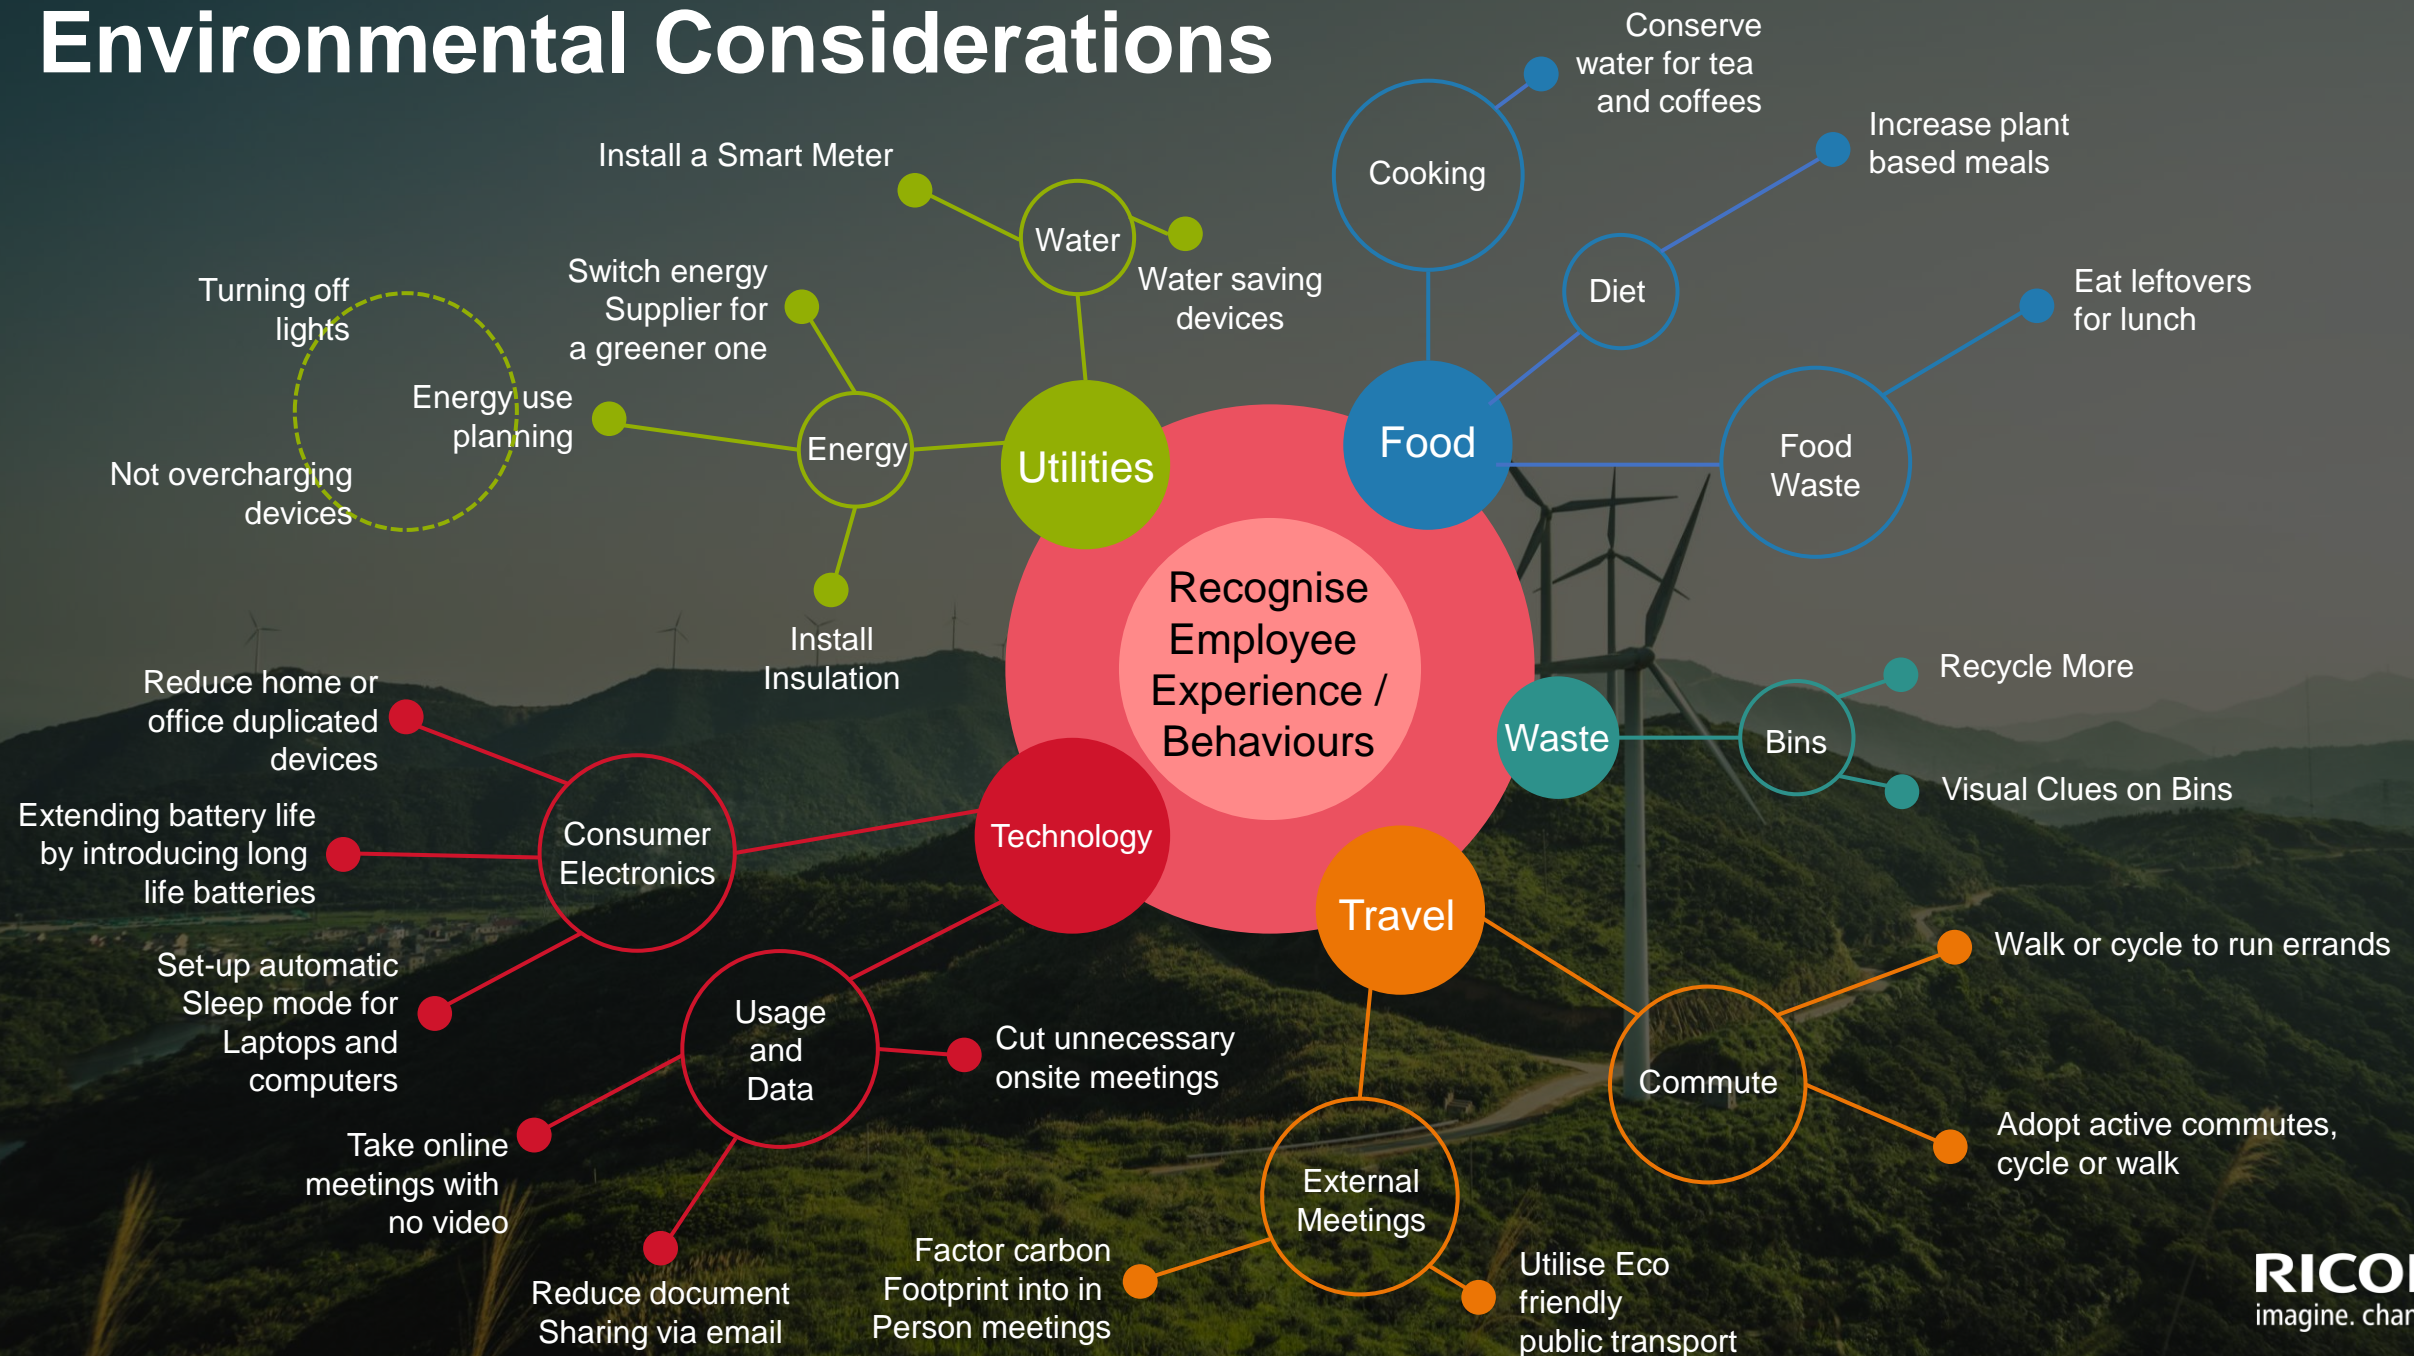 Environmental Considerations
Conserve
water for tea
and coffees
Cooking
Increase plant
based meals
Diet
Eat leftovers
for lunch
Food
Food
Waste
Install a Smart Meter
Water
Water saving
devices
Switch energy
Supplier for
a greener one
Turning off
lights
Energy use
planning
Not overcharging
devices
Energy
Utilities
Install
Insulation
Recognise
Employee
Experience /
Behaviours
Waste
Bins
Recycle More
Visual Clues on Bins
Reduce home or
office duplicated
devices
Extending battery life
by introducing long
life batteries
Set-up automatic
Sleep mode for
Laptops and
computers
Consumer
Electronics
Technology
Usage
and
Data
Cut unnecessary
onsite meetings
Take online
meetings with
no video
Reduce document
Sharing via email
Travel
Walk or cycle to run errands
Commute
Adopt active commutes,
cycle or walk
External
Meetings
Factor carbon
Footprint into in
Person meetings
Utilise Eco
friendly
public transport
imagine.